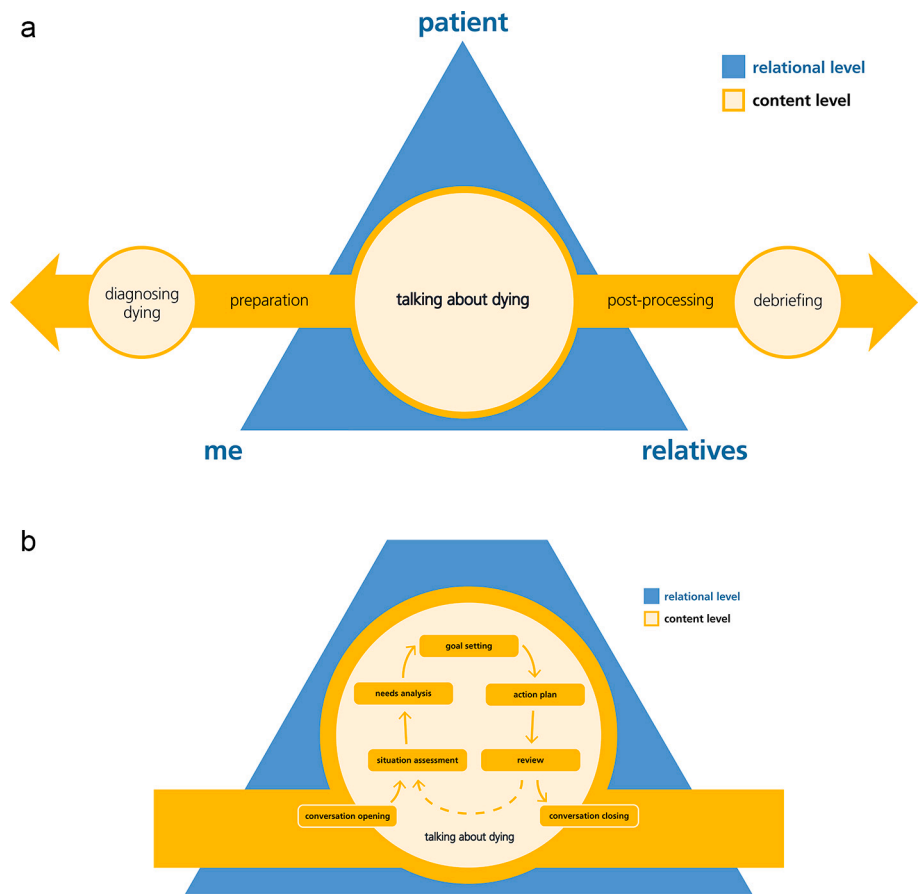 a
patient
relational level
content level
diagnosing
dying
preparation
talking about dying
post-processing
debriefing
me
relatives
b
relational level
content level
goal setting
needs analysis
action plan
situation assessment
review
conversation opening
conversation closing
talking about dying